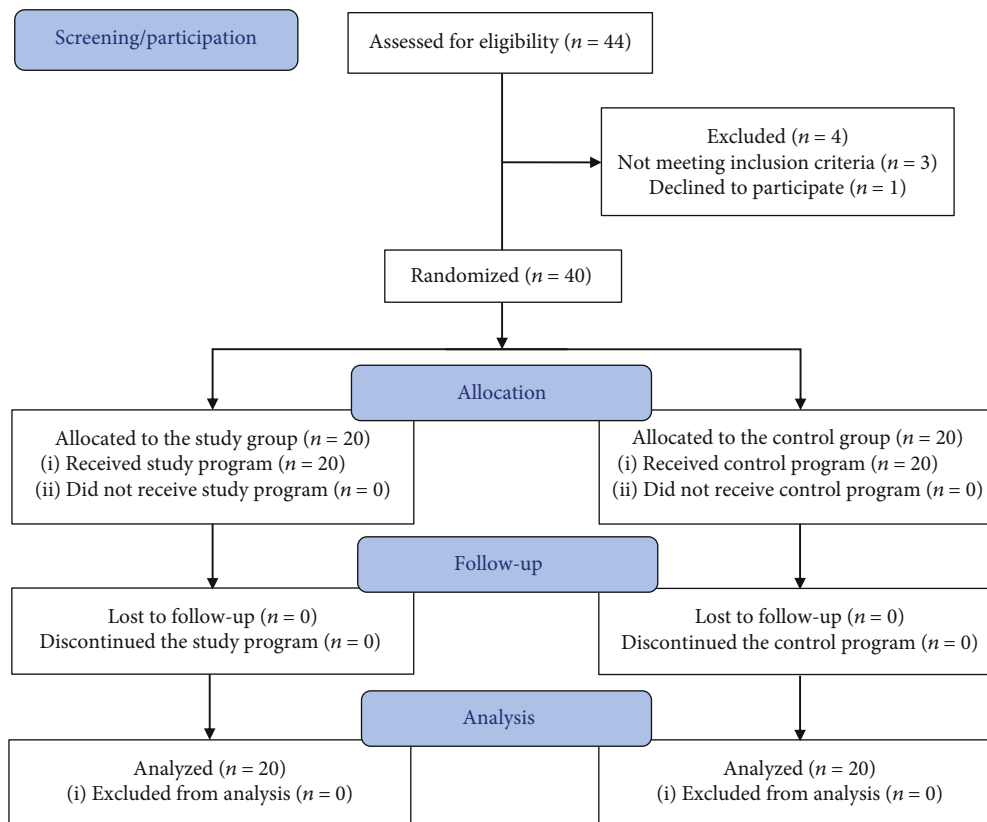 Screening/participation
Assessed for eligibility (n = 44)
Excluded (n = 4)
Not meeting inclusion criteria (n = 3)
Declined to participate (n = 1)
Randomized (n = 40)
Allocation
Allocated to the study group (n = 20)
(i) Received study program (n = 20)
(ii) Did not receive study program (n = 0)
Allocated to the control group (n = 20)
(i) Received control program (n = 20)
(ii) Did not receive control program (n = 0)
Follow-up
Lost to follow-up (n = 0)
Discontinued the study program (n = 0)
Lost to follow-up (n = 0)
Discontinued the control program (n = 0)
Analysis
Analyzed (n = 20)
(i) Excluded from analysis (n = 0)
Analyzed (n = 20)
(i) Excluded from analysis (n = 0)